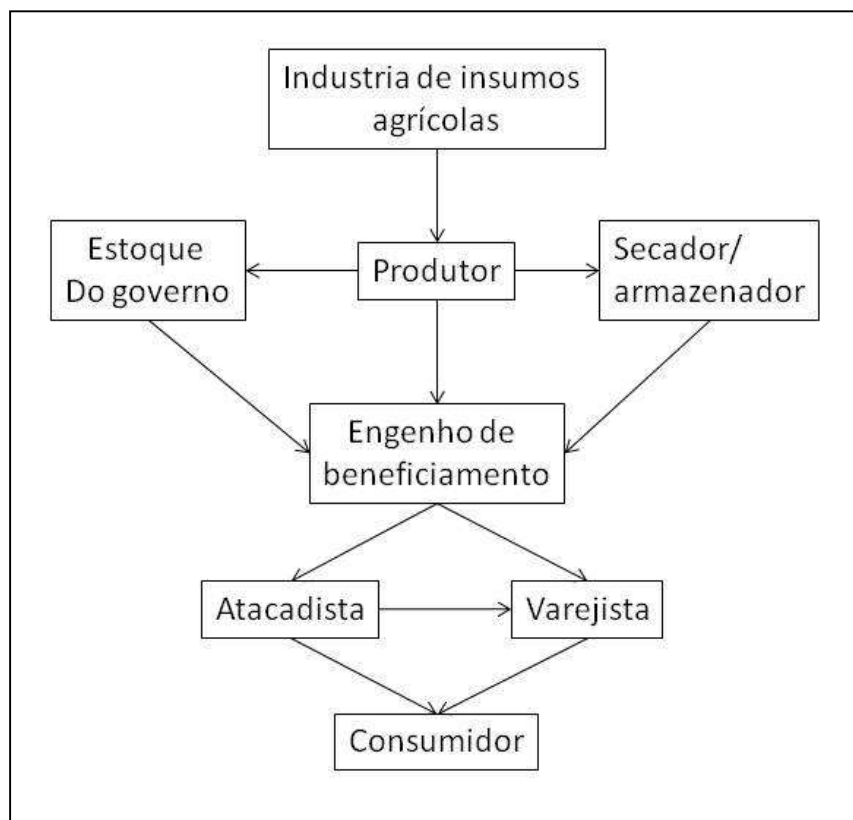 Industria de insumos
agrícolas
Estoque
Do governo
Produtor
Secador/
armazenador
Engenho de
beneficiamento
Atacadista
Varejista
Consumidor